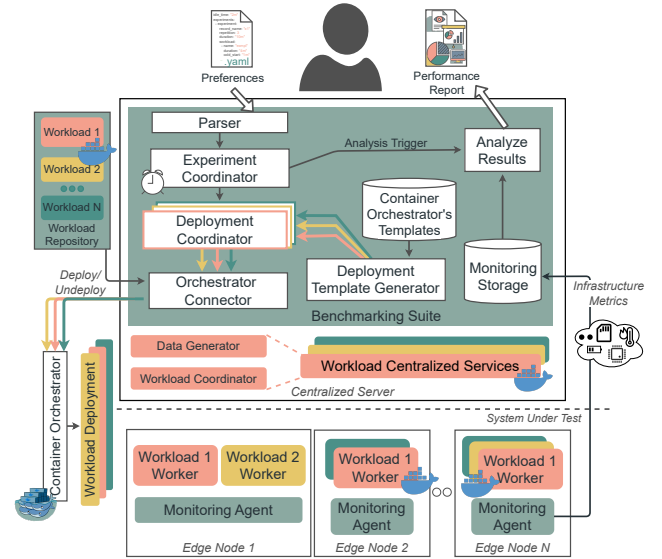 .yaml
Preferences
Performance
Report
Parser
Experiment
Coordinator
Analysis Trigger
Analyze
Results
Workload 1
Workload 2
Workload N
Workload
Repository
Deployment
Coordinator
Container
Orchestrator's
Templates
Deploy/
Undeploy
Orchestrator
Connector
Deployment
Template Generator
Monitoring
Storage
Infrastructure
Metrics
Benchmarking Suite
Data Generator
Workload Coordinator
Workload Centralized Services
Centralized Server
Container Orchestrator
Workload Deployment
System Under Test
Workload 1
Worker
Workload 2
Worker
Monitoring Agent
Edge Node 1
Workload 1
Worker
Monitoring
Agent
Edge Node 2
Workload 1
Worker
Monitoring
Agent
Edge Node N